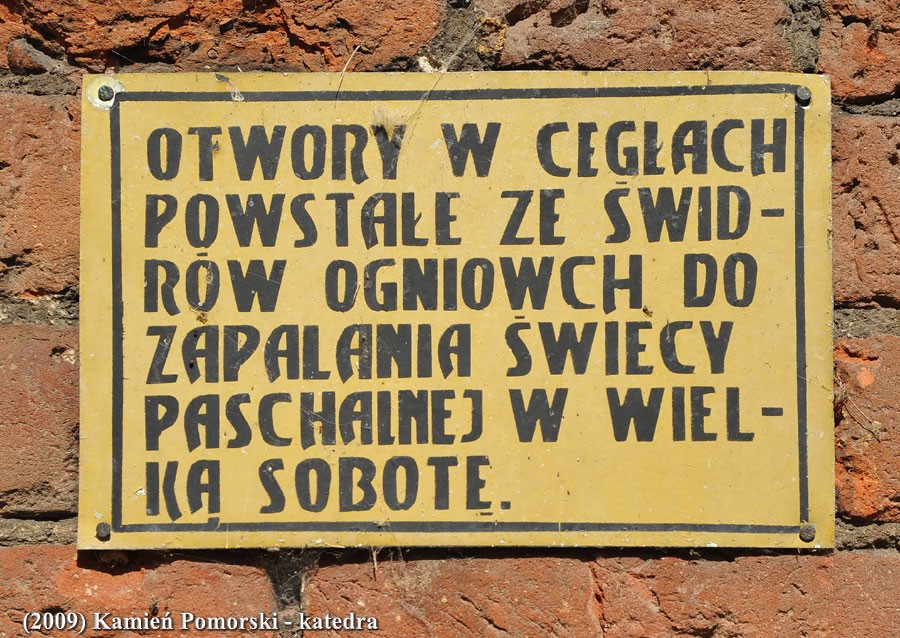 OTWORY W CEGŁACH
POWSTAŁE ZE ŚWID-
RÓW OGNIOWCH DO
ZAPALANIA ŚWIECY
PASCHALNEJ W WIEL-
KĄ SOBOTĘ.
(2009) Kamień Pomorski - katedra